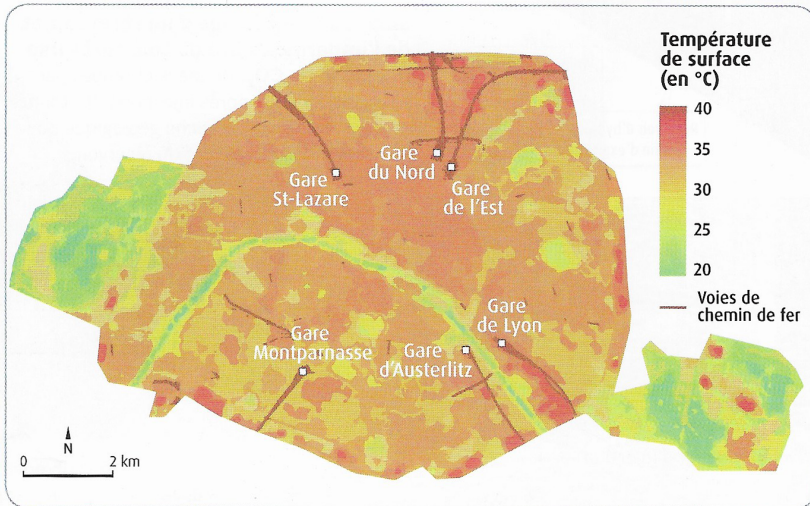 Température
de surface
(en °C)
40
35
30
25
20
Voies de
chemin de fer
Gare
du Nord
Gare
St-Lazare
Gare
de l'Est
Gare
de Lyon
Gare
Montparnasse
Gare
d'Austerlitz
N
0 2 km